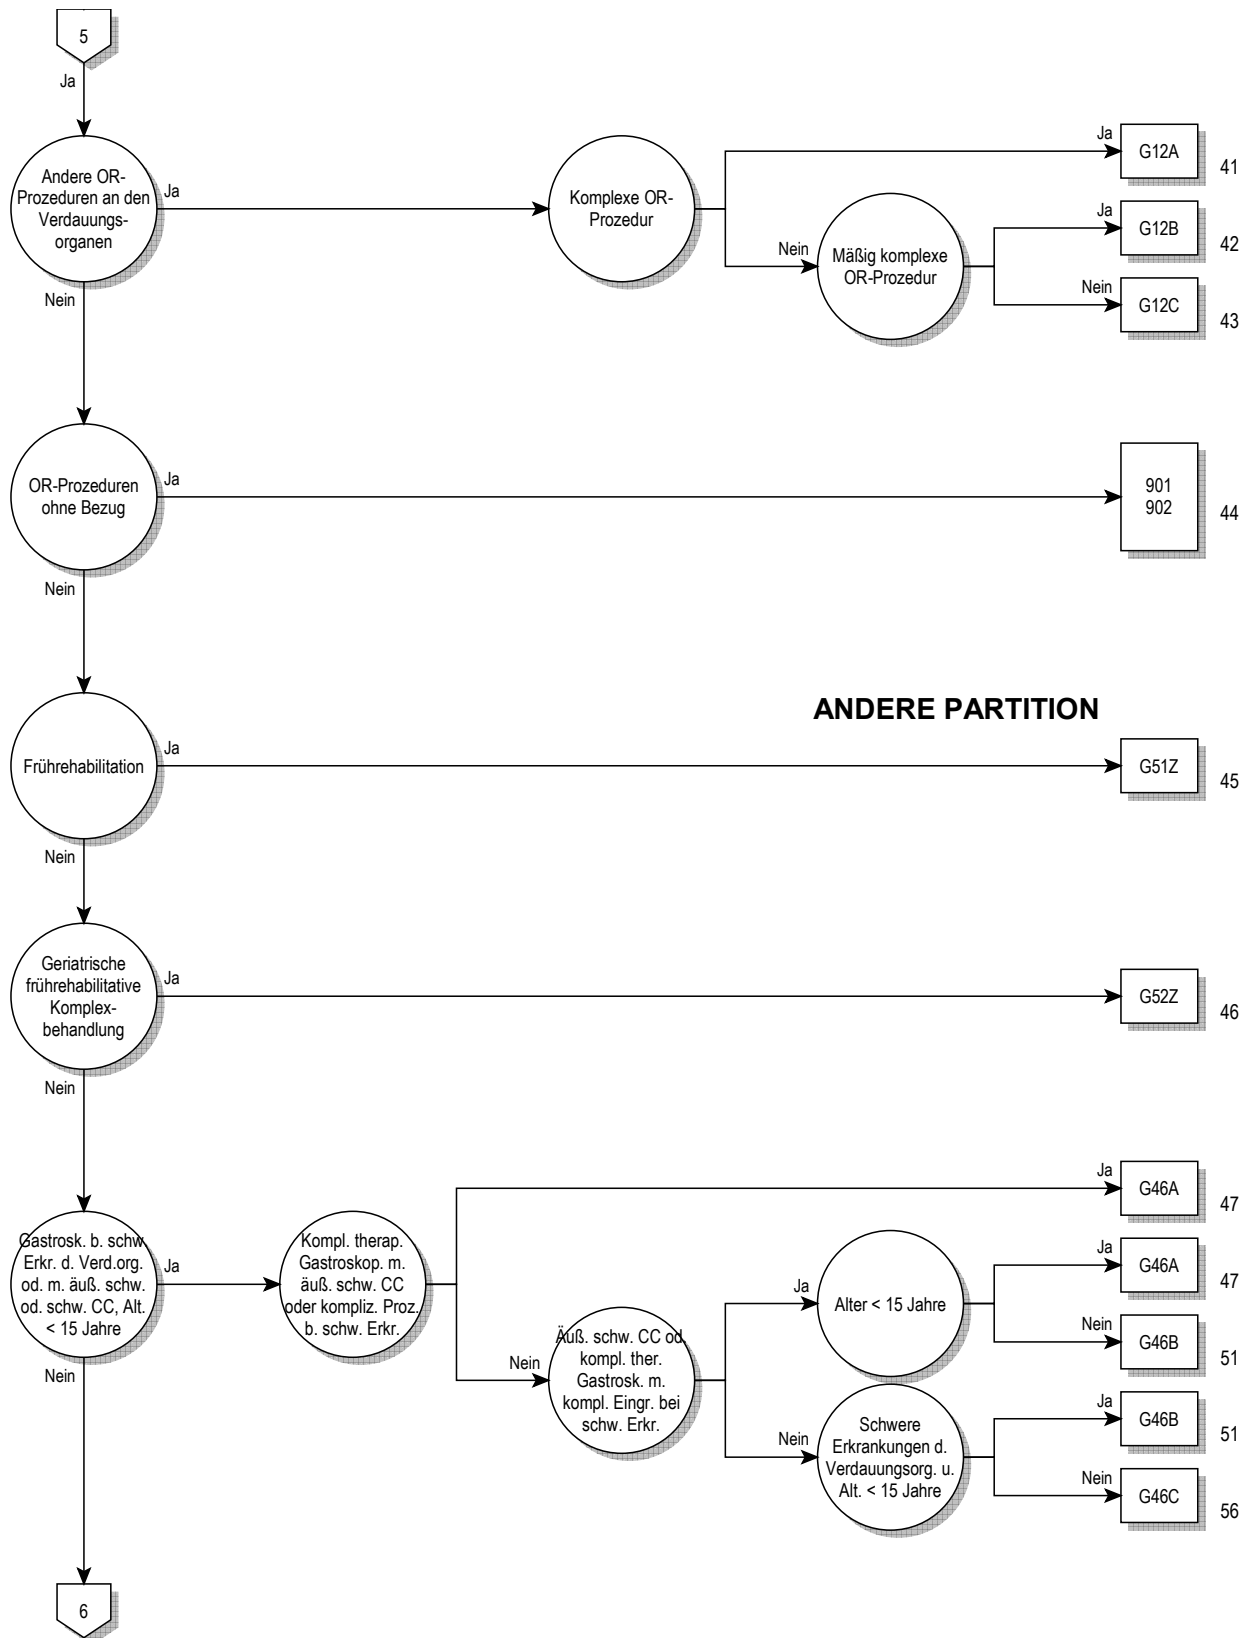 5
Ja
Andere OR-
Prozeduren an den
Verdauungs-
organen
Ja
Komplexe OR-
Prozedur
Ja
G12A
41
Nein
Mäßig komplexe
OR-Prozedur
Ja
G12B
42
Nein
G12C
43
Nein
OR-Prozeduren
ohne Bezug
Ja
901
902
44
Nein
ANDERE PARTITION
Frührehabilitation
Ja
G51Z
45
Nein
Geriatrische
frührehabilitative
Komplex-
behandlung
Ja
G52Z
46
Nein
Gastrosk. b. schw.
Erkr. d. Verd.org.
od. m. äuß. schw.
od. schw. CC, Alt.
< 15 Jahre
Ja
Kompl. therap.
Gastroskop. m.
äuß. schw. CC
oder kompliz. Proz.
b. schw. Erkr.
Ja
G46A
47
Nein
Äuß. schw. CC od.
kompl. ther.
Gastrosk. m.
kompl. Eingr. bei
schw. Erkr.
Ja
Alter < 15 Jahre
Ja
G46A
47
Nein
G46B
51
Nein
Schwere
Erkrankungen d.
Verdauungsorg. u.
Alt. < 15 Jahre
Ja
G46B
51
Nein
G46C
56
Nein
6